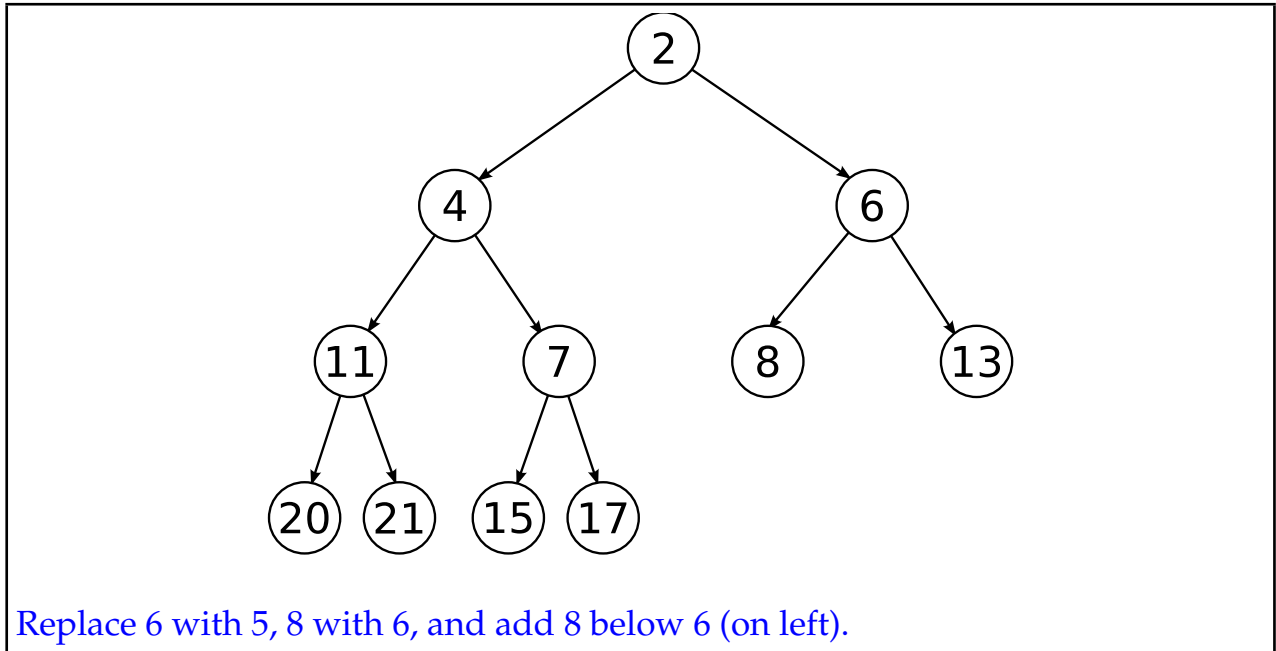 2
4 6
11 7 8 13
20 21 15 17
Replace 6 with 5, 8 with 6, and add 8 below 6 (on left).